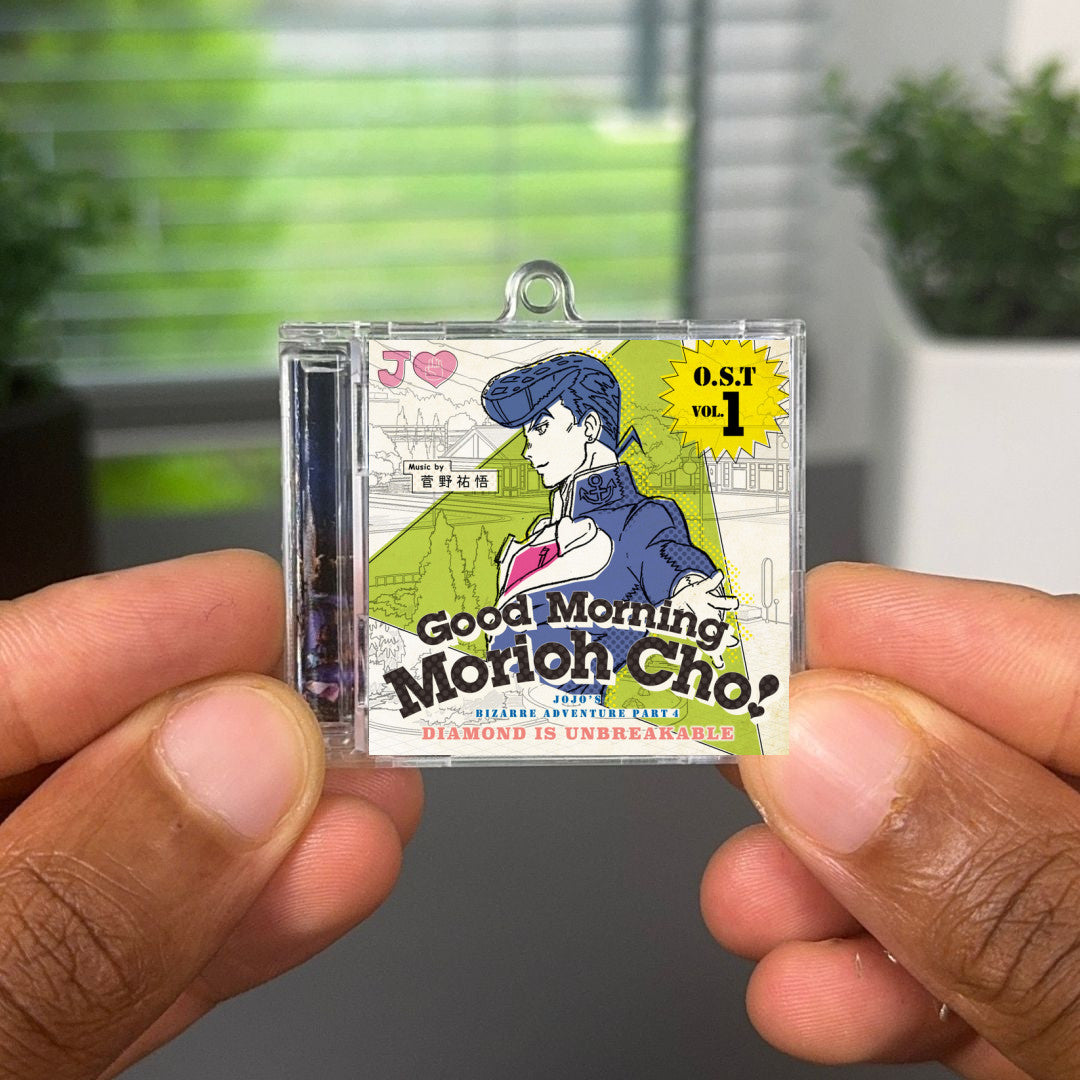 J
O.S.T
VOL. 1
Music by
菅野祐悟
Good Morning
Morioh Cho!
JOJO'S
BIZARRE ADVENTURE PART 4
DIAMOND IS UNBREAKABLE